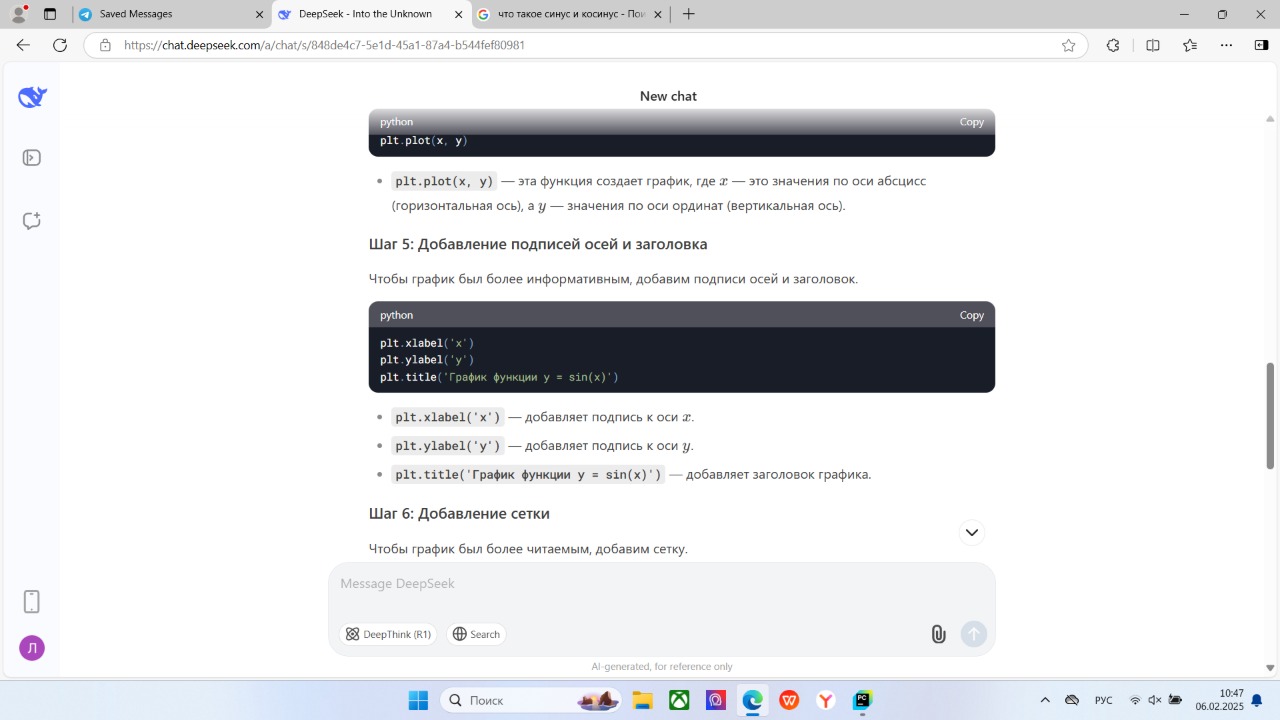 Saved Messages
DeepSeek - Into the Unknown
что такое синус и косинус - Пои
https://chat.deepseek.com/a/chat/s/848de4c7-5e1d-45a1-87a4-b544fef80981
New chat
python Copy
plt.plot(x, y)
• plt.plot(x, y) — эта функция создает график, где x — это значения по оси абсцисс
(горизонтальная ось), а y — значения по оси ординат (вертикальная ось).
Шаг 5: Добавление подписей осей и заголовка
Чтобы график был более информативным, добавим подписи осей и заголовок.
python Copy
plt.xlabel('x')
plt.ylabel('y')
plt.title('График функции y = sin(x)')
• plt.xlabel('x') — добавляет подпись к оси x.
• plt.ylabel('y') — добавляет подпись к оси y.
• plt.title('График функции y = sin(x)') — добавляет заголовок графика.
Шаг 6: Добавление сетки
Чтобы график был более читаемым, добавим сетку.
Message DeepSeek
DeepThink (R1) Search
AI-generated, for reference only
Л
Поиск
PC
РУС
10:47
06.02.2025